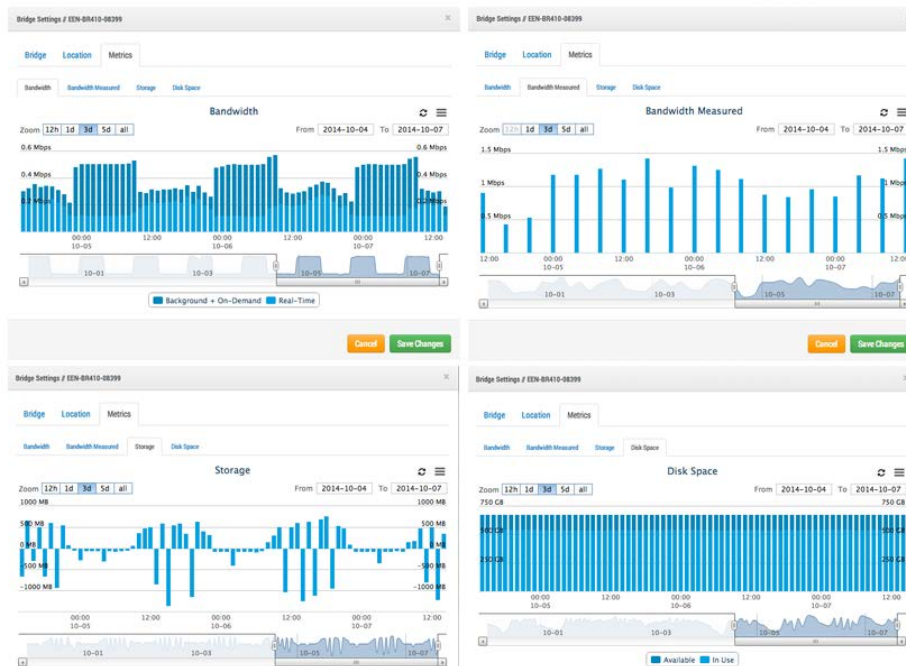 Bridge Settings // EEN-BR410-08399 ×
Bridge Location Metrics
Bandwidth Bandwidth Measured Storage Disk Space
Bandwidth
Zoom 12h 1d 3d 5d all From 2014-10-04 To 2014-10-07
0.6 Mbps 0.6 Mbps
0.4 Mbps 0.4 Mbps
0.2 Mbps 0.2 Mbps
00:00 12:00 00:00 12:00 00:00 12:00
10-05 10-06 10-07
10-01 10-03 10-05 10-07
Background + On-Demand Real-Time
Cancel Save Changes
Bridge Settings // EEN-BR410-08399
Bridge Location Metrics
Bandwidth Bandwidth Measured Storage Disk Space
Bandwidth Measured
Zoom 12h 1d 3d 5d all From 2014-10-04 To 2014-10-07
1.5 Mbps 1.5 Mbps
1 Mbps 1 Mbps
0.5 Mbps 0.5 Mbps
12:00 00:00 12:00 00:00 12:00 00:00 12:00
10-05 10-06 10-07
10-01 10-03 10-05 10-07
Cancel Save Changes
Bridge Settings // EEN-BR410-08399 ×
Bridge Location Metrics
Bandwidth Bandwidth Measured Storage Disk Space
Storage
Zoom 12h 1d 3d 5d all From 2014-10-04 To 2014-10-07
1000 MB 1000 MB
500 MB 500 MB
0 MB 0 MB
-500 MB -500 MB
-1000 MB -1000 MB
00:00 12:00 00:00 12:00 00:00 12:00
10-05 10-06 10-07
10-01 10-03 10-05 10-07
Bridge Settings // EEN-BR410-08399
Bridge Location Metrics
Bandwidth Bandwidth Measured Storage Disk Space
Disk Space
Zoom 12h 1d 3d 5d all From 2014-10-04 To 2014-10-07
750 GB 750 GB
500 GB 500 GB
250 GB 250 GB
00:00 12:00 00:00 12:00 00:00 12:00
10-05 10-06 10-07
10-01 10-03 10-05 10-07
Available In Use